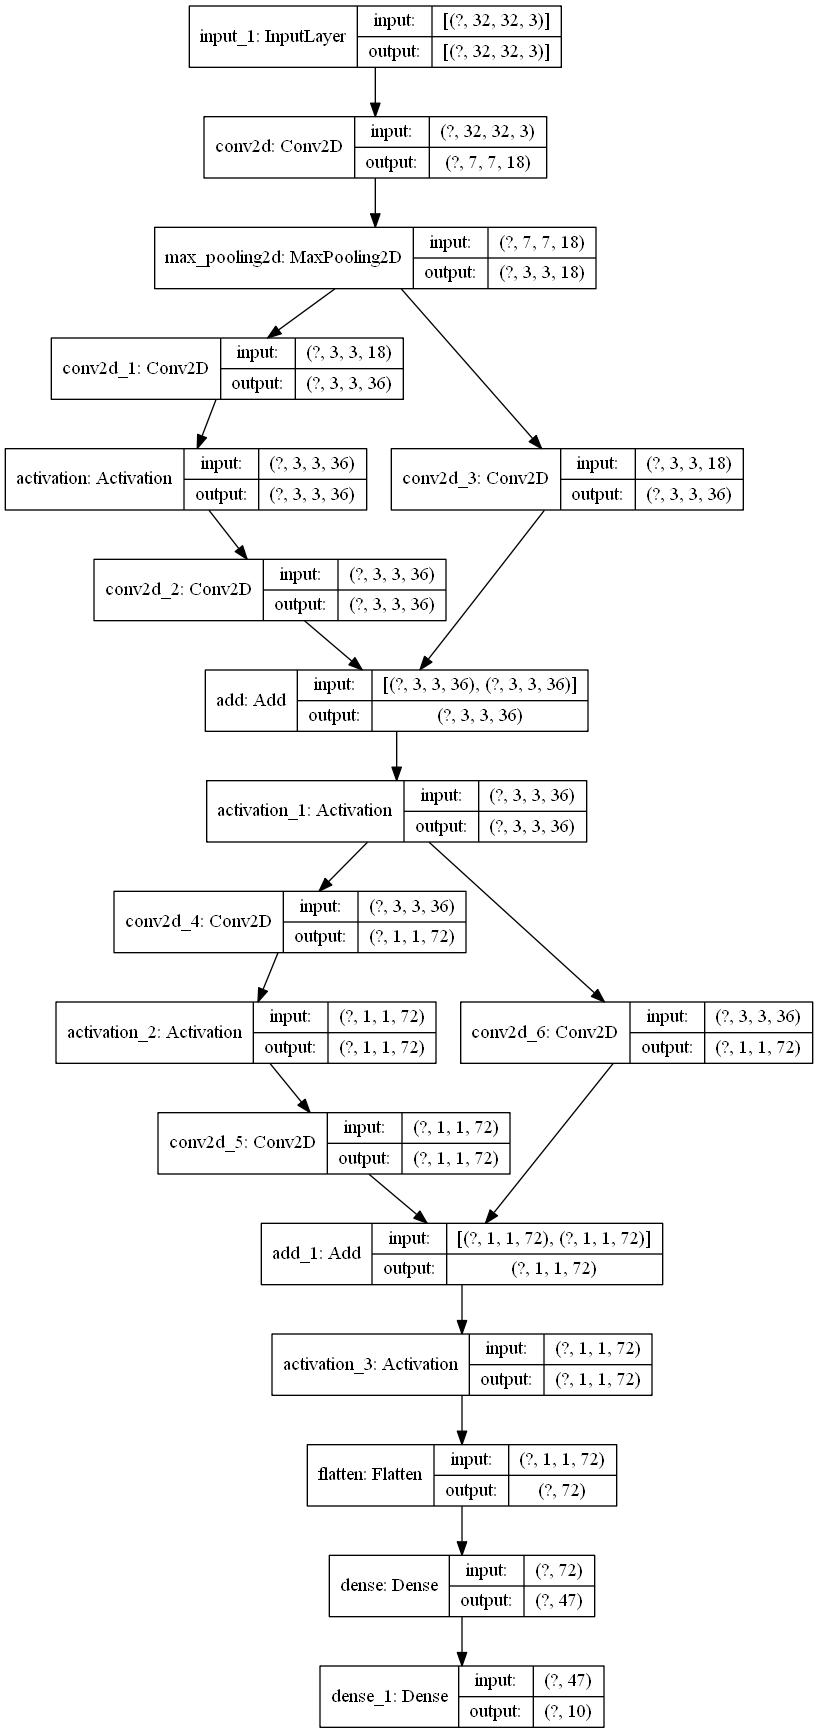 input_1: InputLayer
input: [(?, 32, 32, 3)]
output: [(?, 32, 32, 3)]
conv2d: Conv2D
input: (?, 32, 32, 3)
output: (?, 7, 7, 18)
max_pooling2d: MaxPooling2D
input: (?, 7, 7, 18)
output: (?, 3, 3, 18)
conv2d_1: Conv2D
input: (?, 3, 3, 18)
output: (?, 3, 3, 36)
activation: Activation
input: (?, 3, 3, 36)
output: (?, 3, 3, 36)
conv2d_3: Conv2D
input: (?, 3, 3, 18)
output: (?, 3, 3, 36)
conv2d_2: Conv2D
input: (?, 3, 3, 36)
output: (?, 3, 3, 36)
add: Add
input: [(?, 3, 3, 36), (?, 3, 3, 36)]
output: (?, 3, 3, 36)
activation_1: Activation
input: (?, 3, 3, 36)
output: (?, 3, 3, 36)
conv2d_4: Conv2D
input: (?, 3, 3, 36)
output: (?, 1, 1, 72)
activation_2: Activation
input: (?, 1, 1, 72)
output: (?, 1, 1, 72)
conv2d_6: Conv2D
input: (?, 3, 3, 36)
output: (?, 1, 1, 72)
conv2d_5: Conv2D
input: (?, 1, 1, 72)
output: (?, 1, 1, 72)
add_1: Add
input: [(?, 1, 1, 72), (?, 1, 1, 72)]
output: (?, 1, 1, 72)
activation_3: Activation
input: (?, 1, 1, 72)
output: (?, 1, 1, 72)
flatten: Flatten
input: (?, 1, 1, 72)
output: (?, 72)
dense: Dense
input: (?, 72)
output: (?, 47)
dense_1: Dense
input: (?, 47)
output: (?, 10)